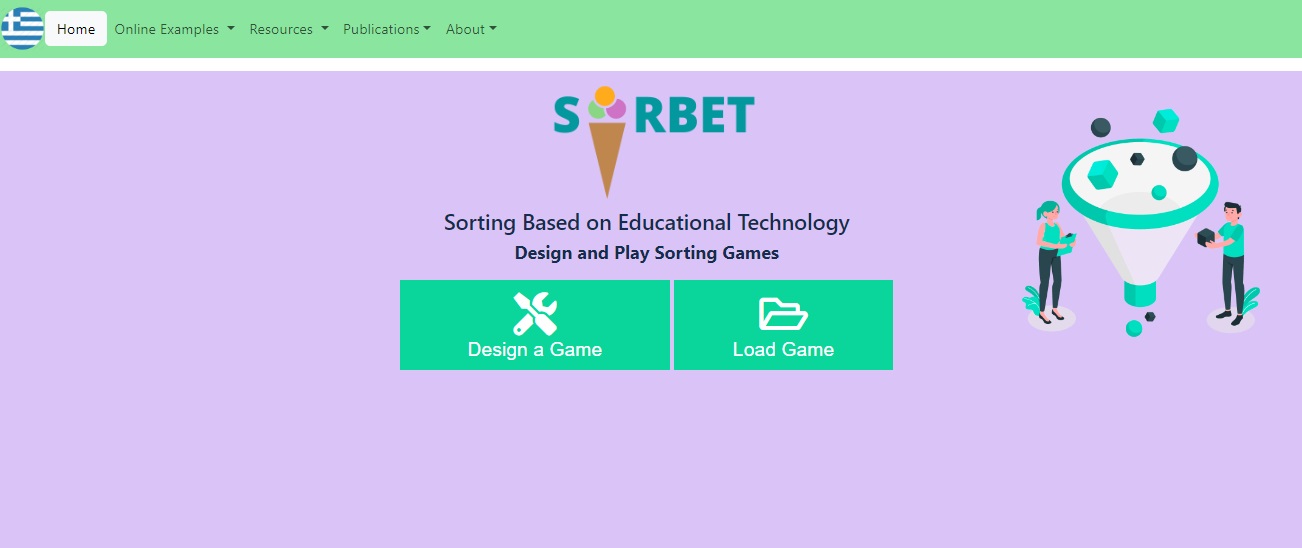 Home Online Examples Resources Publications About
SORBET
Sorting Based on Educational Technology
Design and Play Sorting Games
Design a Game Load Game